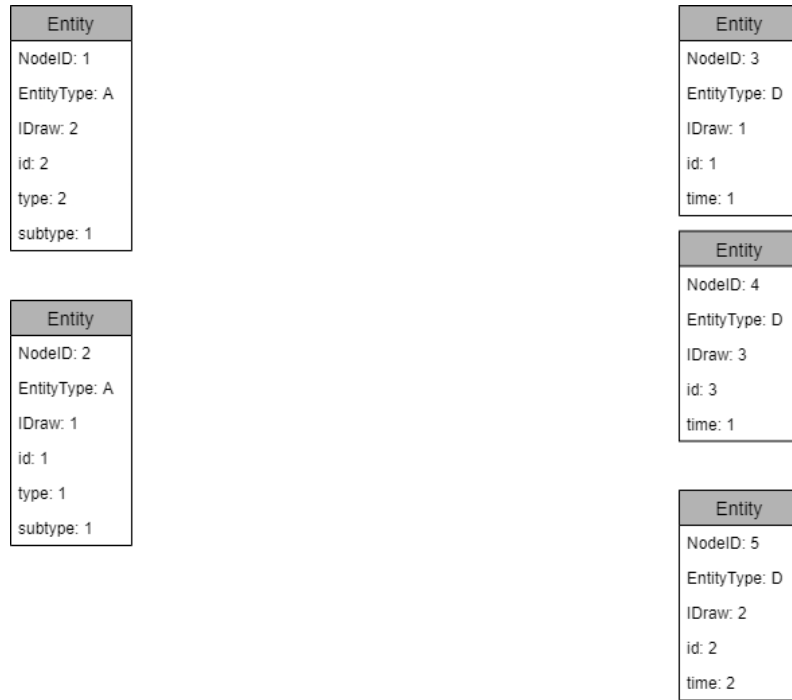 Entity
NodeID: 1
EntityType: A
IDraw: 2
id: 2
type: 2
subtype: 1
Entity
NodeID: 2
EntityType: A
IDraw: 1
id: 1
type: 1
subtype: 1
Entity
NodeID: 3
EntityType: D
IDraw: 1
id: 1
time: 1
Entity
NodeID: 4
EntityType: D
IDraw: 3
id: 3
time: 1
Entity
NodeID: 5
EntityType: D
IDraw: 2
id: 2
time: 2